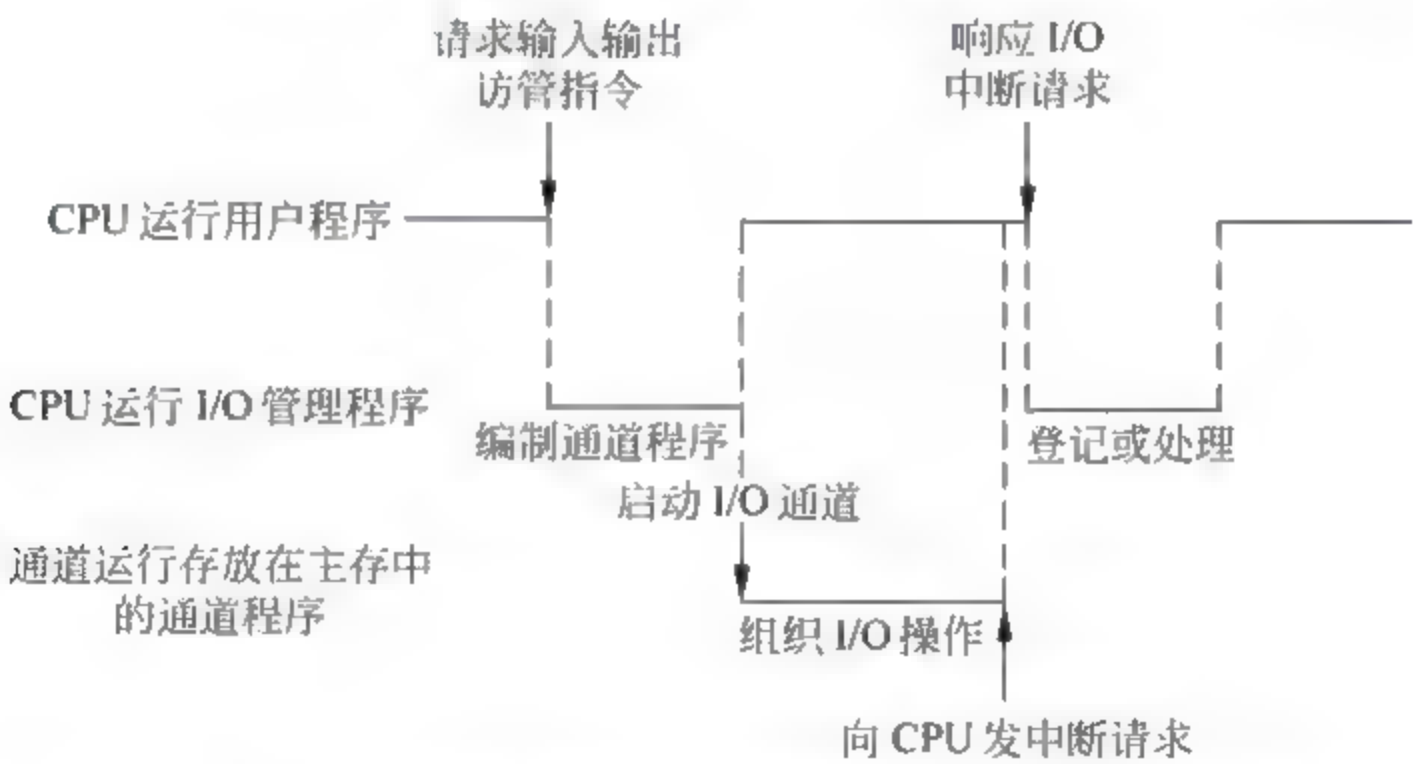 请求输入输出
访管指令
响应 I/O
中断请求
CPU 运行用户程序
CPU 运行 I/O 管理程序
编制通道程序
登记或处理
启动 I/O 通道
通道运行存放在主存中
的通道程序
组织 I/O 操作
向 CPU 发中断请求